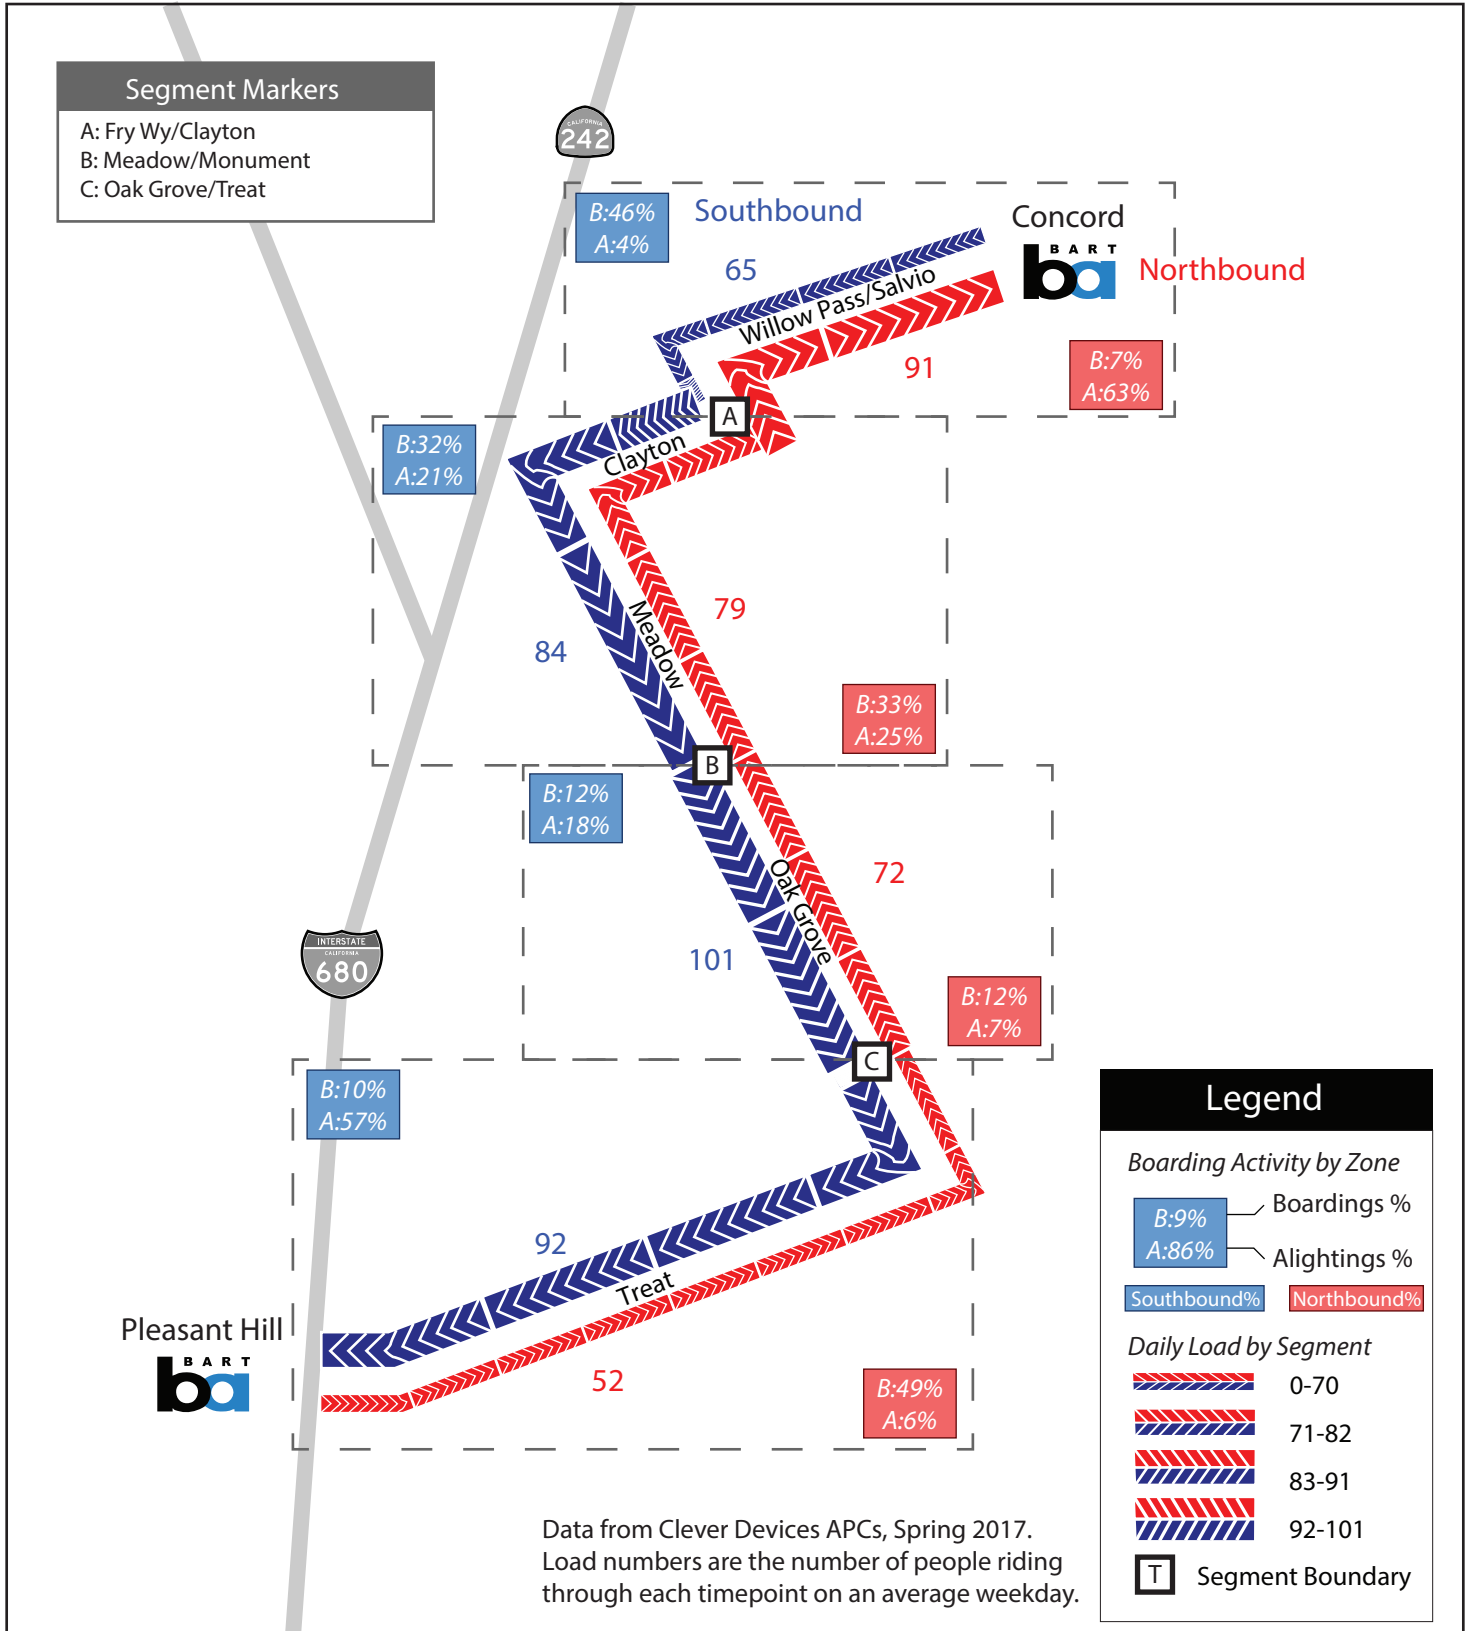 Segment Markers
A: Fry Wy/Clayton
B: Meadow/Monument
C: Oak Grove/Treat
CALIFORNIA
242
B:46%
A:4%
Southbound
65
Concord
BART
ba
Northbound
Willow Pass/Salvio
91
B:7%
A:63%
A
B:32%
A:21%
Clayton
79
Meadow
84
B:33%
A:25%
B
B:12%
A:18%
72
Oak Grove
101
INTERSTATE
CALIFORNIA
680
B:12%
A:7%
C
B:10%
A:57%
92
Treat
Pleasant Hill
BART
ba
52
B:49%
A:6%
Legend
Boarding Activity by Zone
B:9%
A:86%
Boardings %
Alightings %
Southbound%
Northbound%
Daily Load by Segment
0-70
71-82
83-91
92-101
T
Segment Boundary
Data from Clever Devices APCs, Spring 2017.
Load numbers are the number of people riding
through each timepoint on an average weekday.